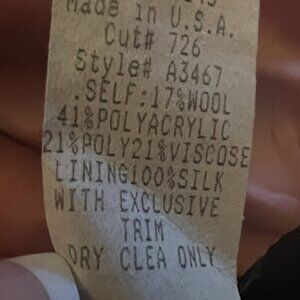 Made in U.S.A.
Cut# 726
Style# A3467
.SELF:17%WOOL
41%POLYACRYLIC
21%POLY21%VISCOSE
LINING100%SILK
WITH EXCLUSIVE
TRIM
DRY CLEA ONLY